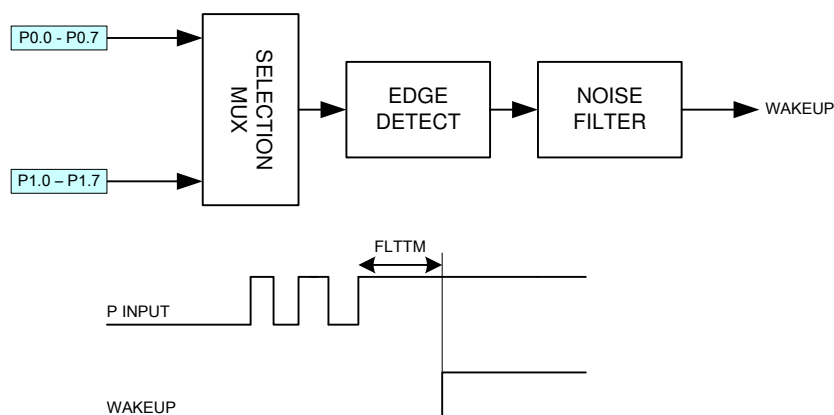 P0.0 - P0.7
SELECTION
MUX
EDGE
DETECT
NOISE
FILTER
WAKEUP
P1.0 – P1.7
FLTTM
P INPUT
WAKEUP